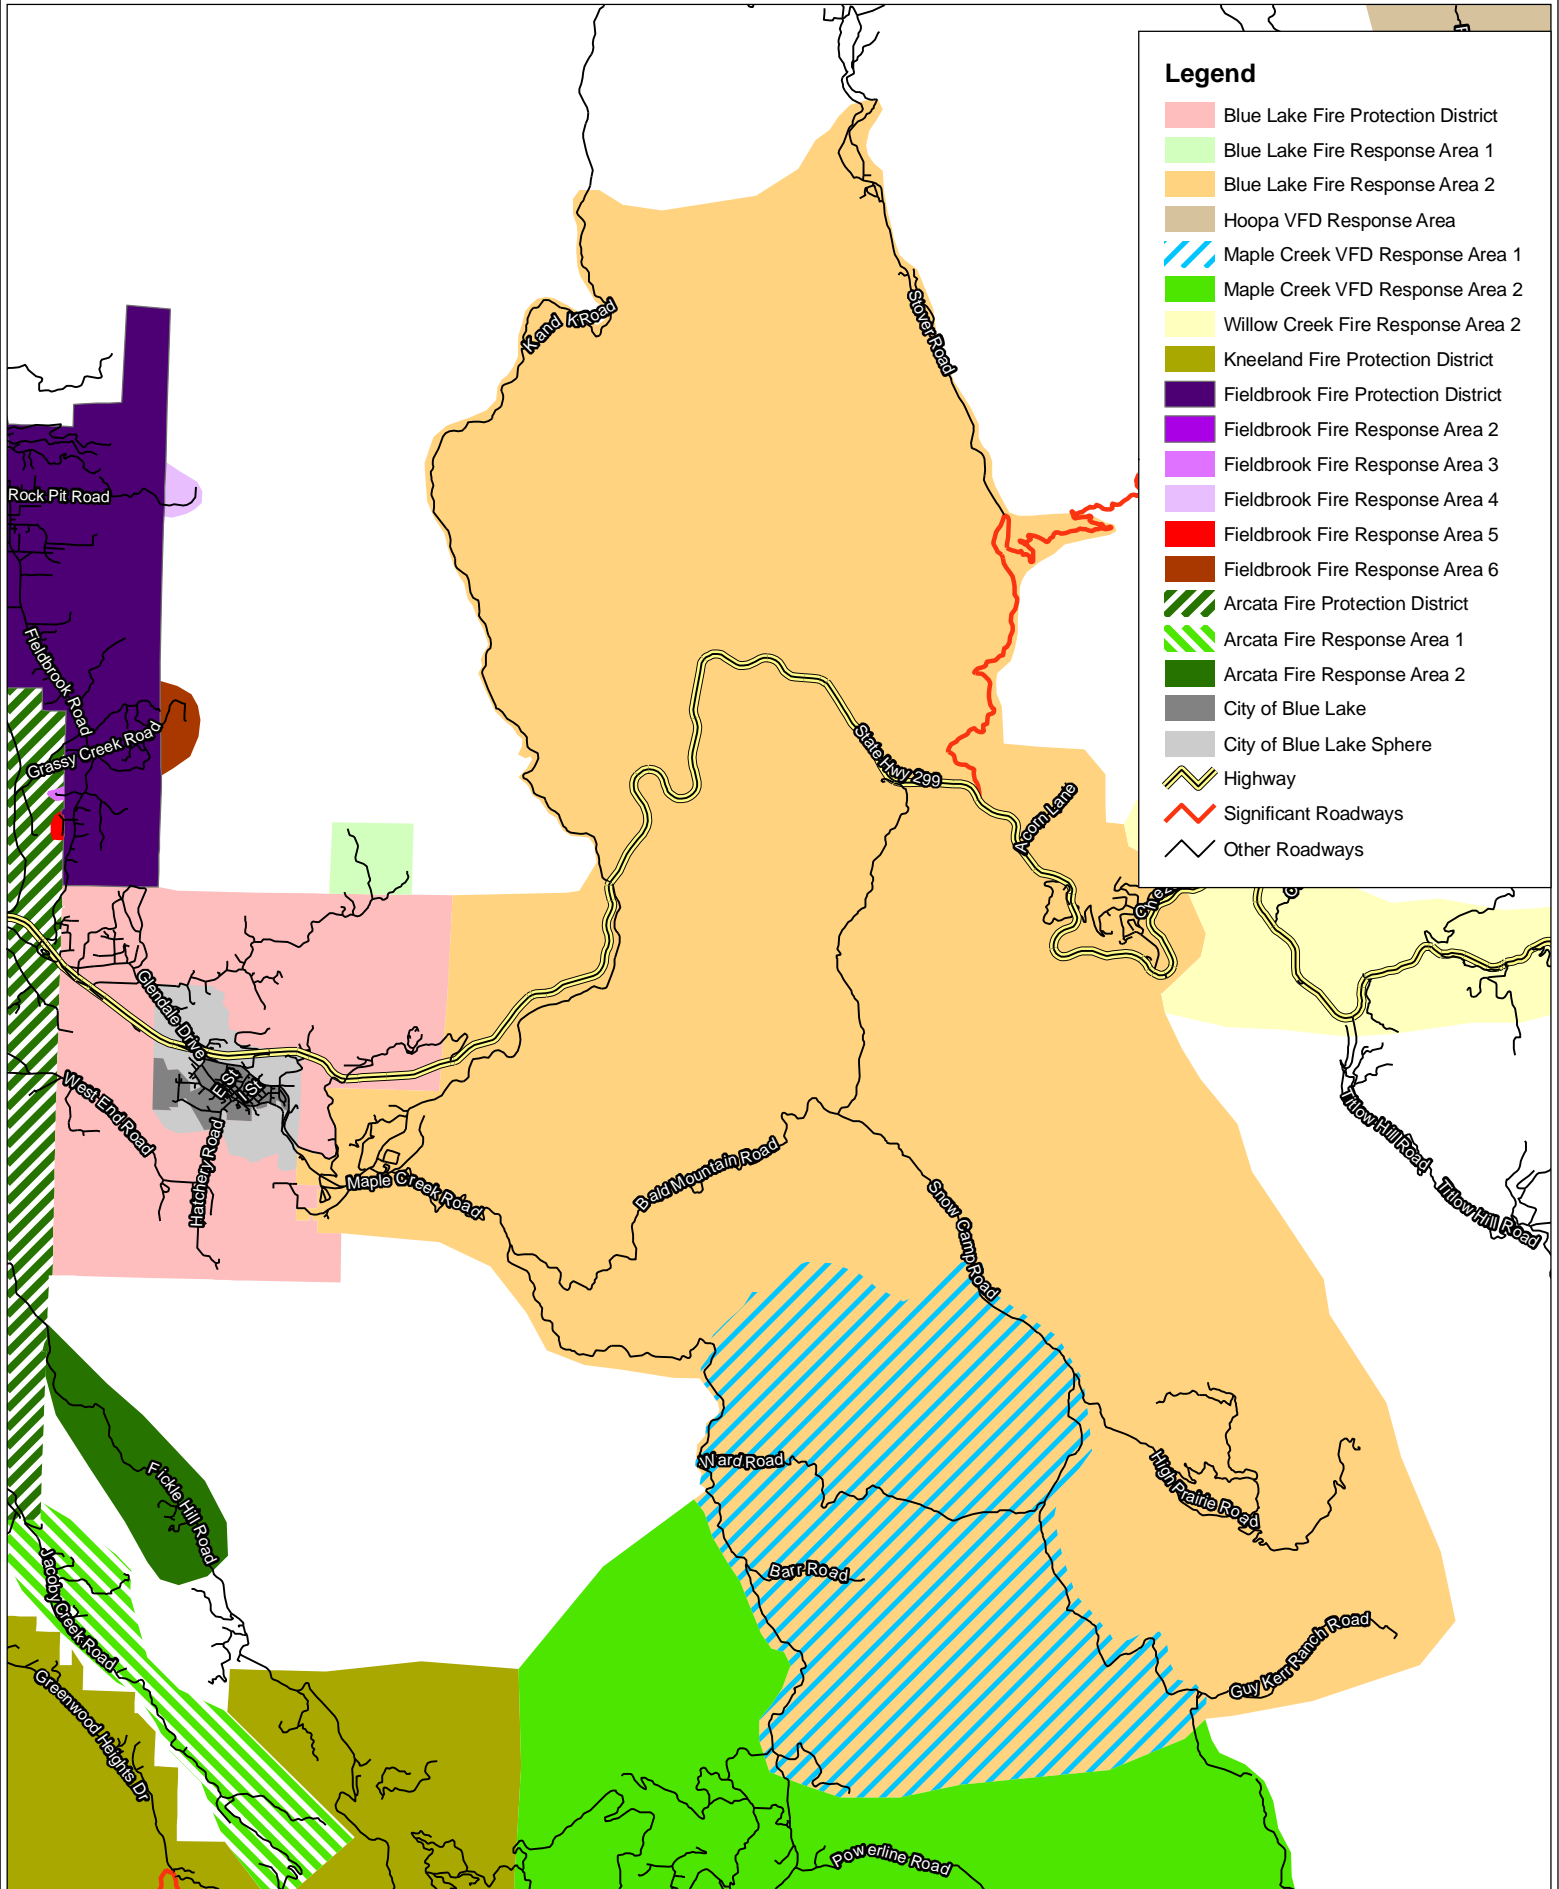 Legend
Blue Lake Fire Protection District
Blue Lake Fire Response Area 1
Blue Lake Fire Response Area 2
Hoopa VFD Response Area
Maple Creek VFD Response Area 1
Maple Creek VFD Response Area 2
Willow Creek Fire Response Area 2
Kneeland Fire Protection District
Fieldbrook Fire Protection District
Fieldbrook Fire Response Area 2
Fieldbrook Fire Response Area 3
Fieldbrook Fire Response Area 4
Fieldbrook Fire Response Area 5
Fieldbrook Fire Response Area 6
Arcata Fire Protection District
Arcata Fire Response Area 1
Arcata Fire Response Area 2
City of Blue Lake
City of Blue Lake Sphere
Highway
Significant Roadways
Other Roadways
K and K Road
Stover Road
Rock Pit Road
Fieldbrook Road
Grassy Creek Road
State Hwy 299
Acorn Lane
Glendale Drive
E St
I St
West End Road
Hatchery Road
Maple Creek Road
Bald Mountain Road
Snow Camp Road
Titlow Hill Road
Titlow Hill Road
Ward Road
High Prairie Road
Fickle Hill Road
Barr Road
Jacoby Creek Road
Guy Kerr Ranch Road
Greenwood Heights Dr
Powerline Road